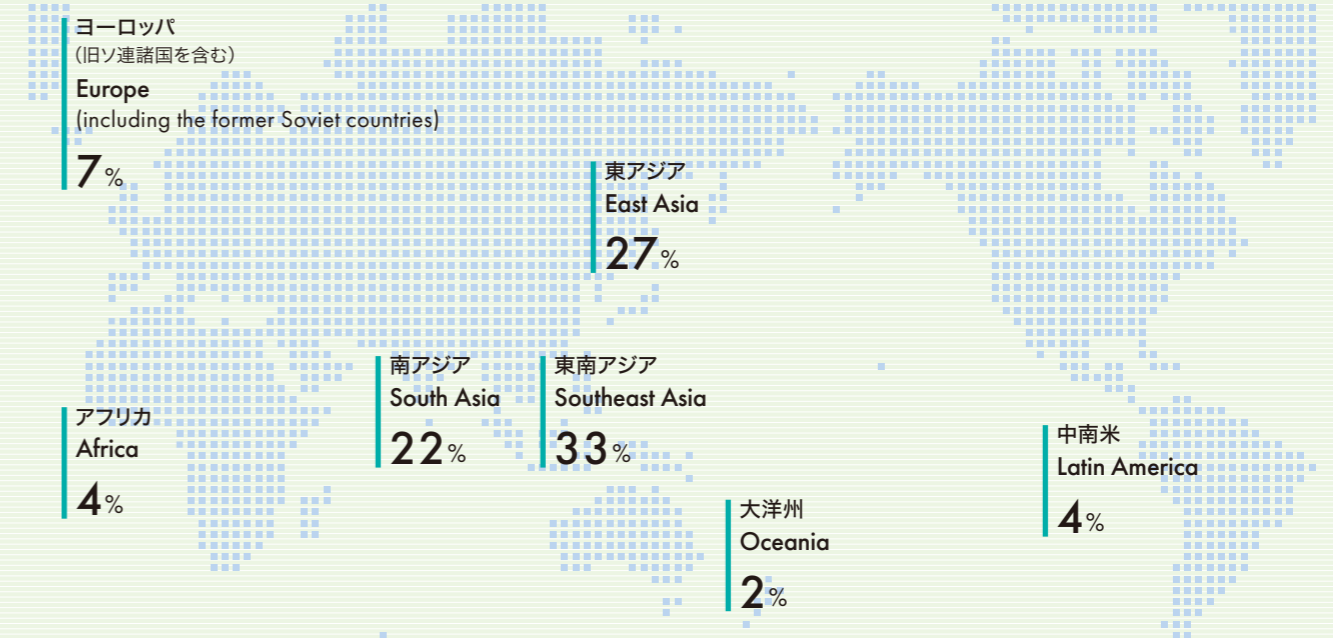 ヨーロッパ
（旧ソ連諸国を含む）
Europe
(including the former Soviet countries)
7%
東アジア
East Asia
27%
南アジア
South Asia
22%
東南アジア
Southeast Asia
33%
アフリカ
Africa
4%
中南米
Latin America
4%
大洋州
Oceania
2%